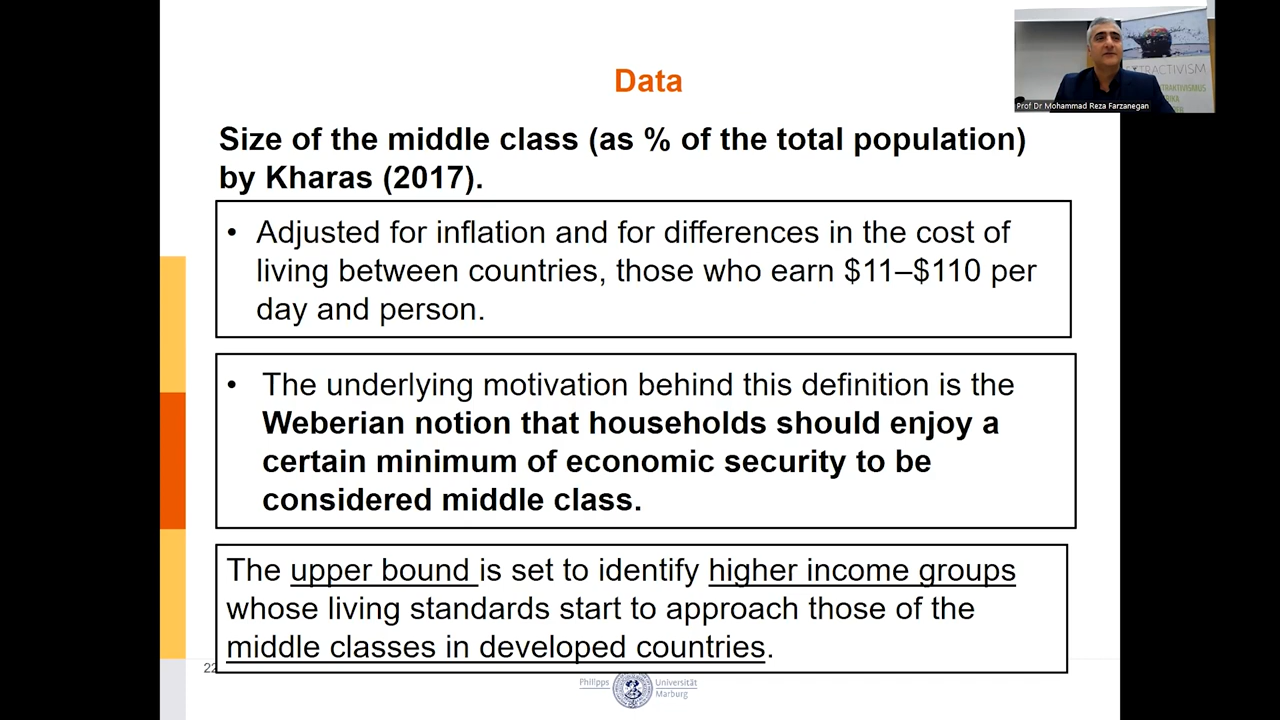 Data
Size of the middle class (as % of the total population)
by Kharas (2017).
• Adjusted for inflation and for differences in the cost of
living between countries, those who earn $11–$110 per
day and person.
• The underlying motivation behind this definition is the
Weberian notion that households should enjoy a
certain minimum of economic security to be
considered middle class.
The upper bound is set to identify higher income groups
whose living standards start to approach those of the
middle classes in developed countries.
22
Philipps Universität
Marburg
Prof Dr Mohammad Reza Farzanegan